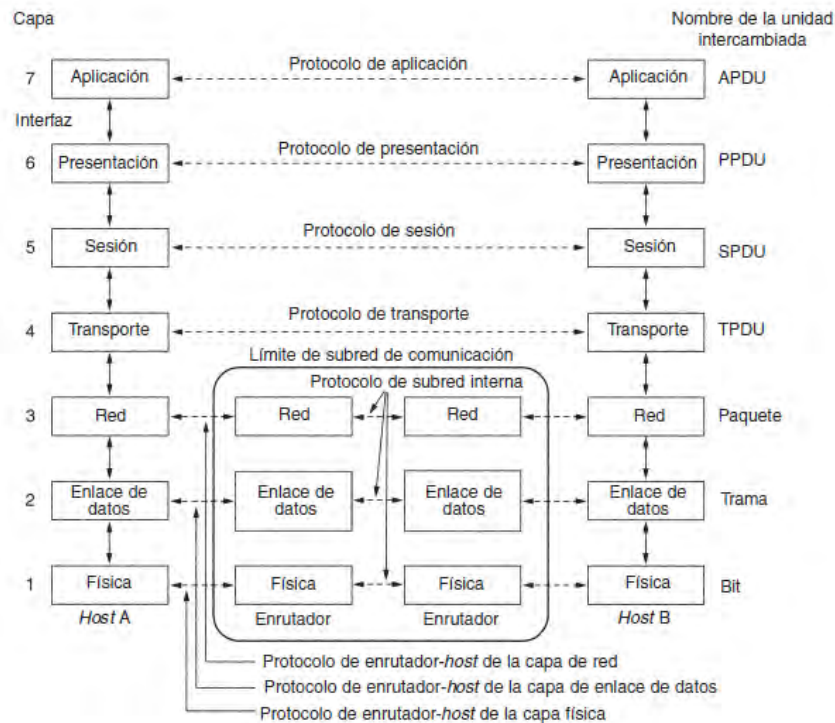 Capa
Nombre de la unidad
intercambiada
7
Aplicación
Protocolo de aplicación
Aplicación
APDU
Interfaz
6
Presentación
Protocolo de presentación
Presentación
PPDU
5
Sesión
Protocolo de sesión
Sesión
SPDU
4
Transporte
Protocolo de transporte
Transporte
TPDU
Límite de subred de comunicación
Protocolo de subred interna
3
Red
Red
Red
Red
Paquete
2
Enlace de
datos
Enlace de
datos
Enlace de
datos
Enlace de
datos
Trama
1
Física
Física
Física
Física
Bit
Host A
Enrutador
Enrutador
Host B
Protocolo de enrutador-host de la capa de red
Protocolo de enrutador-host de la capa de enlace de datos
Protocolo de enrutador-host de la capa física